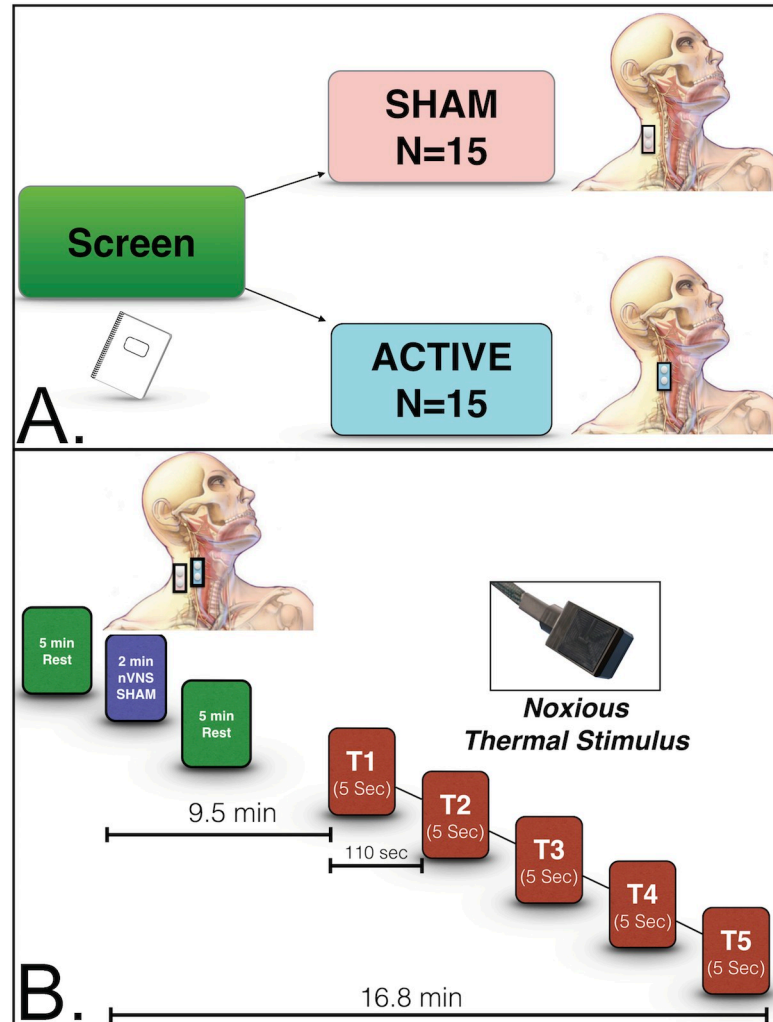 SHAM
N=15
Screen
ACTIVE
N=15
A.
5 min
Rest
2 min
nVNS
SHAM
5 min
Rest
Noxious
Thermal Stimulus
T1
(5 Sec)
T2
(5 Sec)
T3
(5 Sec)
T4
(5 Sec)
T5
(5 Sec)
9.5 min
110 sec
16.8 min
B.